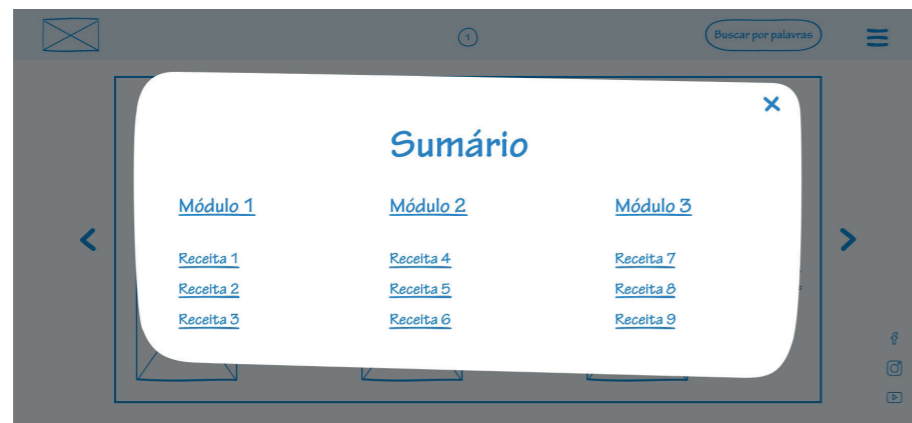 1
Buscar por palavras
Sumário
Módulo 1 Módulo 2 Módulo 3
Receita 1 Receita 4 Receita 7
Receita 2 Receita 5 Receita 8
Receita 3 Receita 6 Receita 9